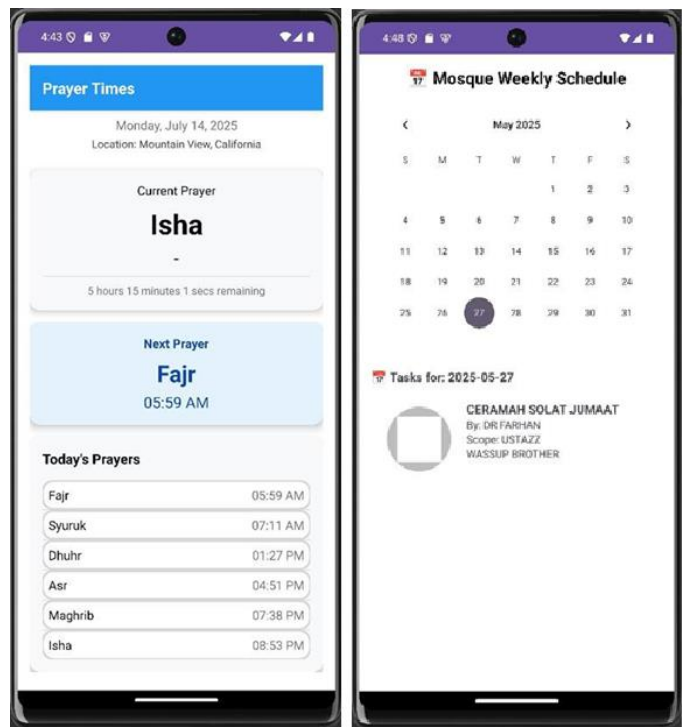 4:43
Prayer Times
Monday, July 14, 2025
Location: Mountain View, California
Current Prayer
Isha
-
5 hours 15 minutes 1 secs remaining
Next Prayer
Fajr
05:59 AM
Today's Prayers
Fajr 05:59 AM
Syuruk 07:11 AM
Dhuhr 01:27 PM
Asr 04:51 PM
Maghrib 07:38 PM
Isha 08:53 PM
4:48
17 Mosque Weekly Schedule
< May 2025 >
S M T W T F S
1 2 3
4 5 6 7 8 9 10
11 12 13 14 15 16 17
18 19 20 21 22 23 24
25 26 27 28 29 30 31
17 Tasks for: 2025-05-27
CERAMAH SOLAT JUMAAT
By: DR FARHAN
Scope: USTAZZ
WASSUP BROTHER